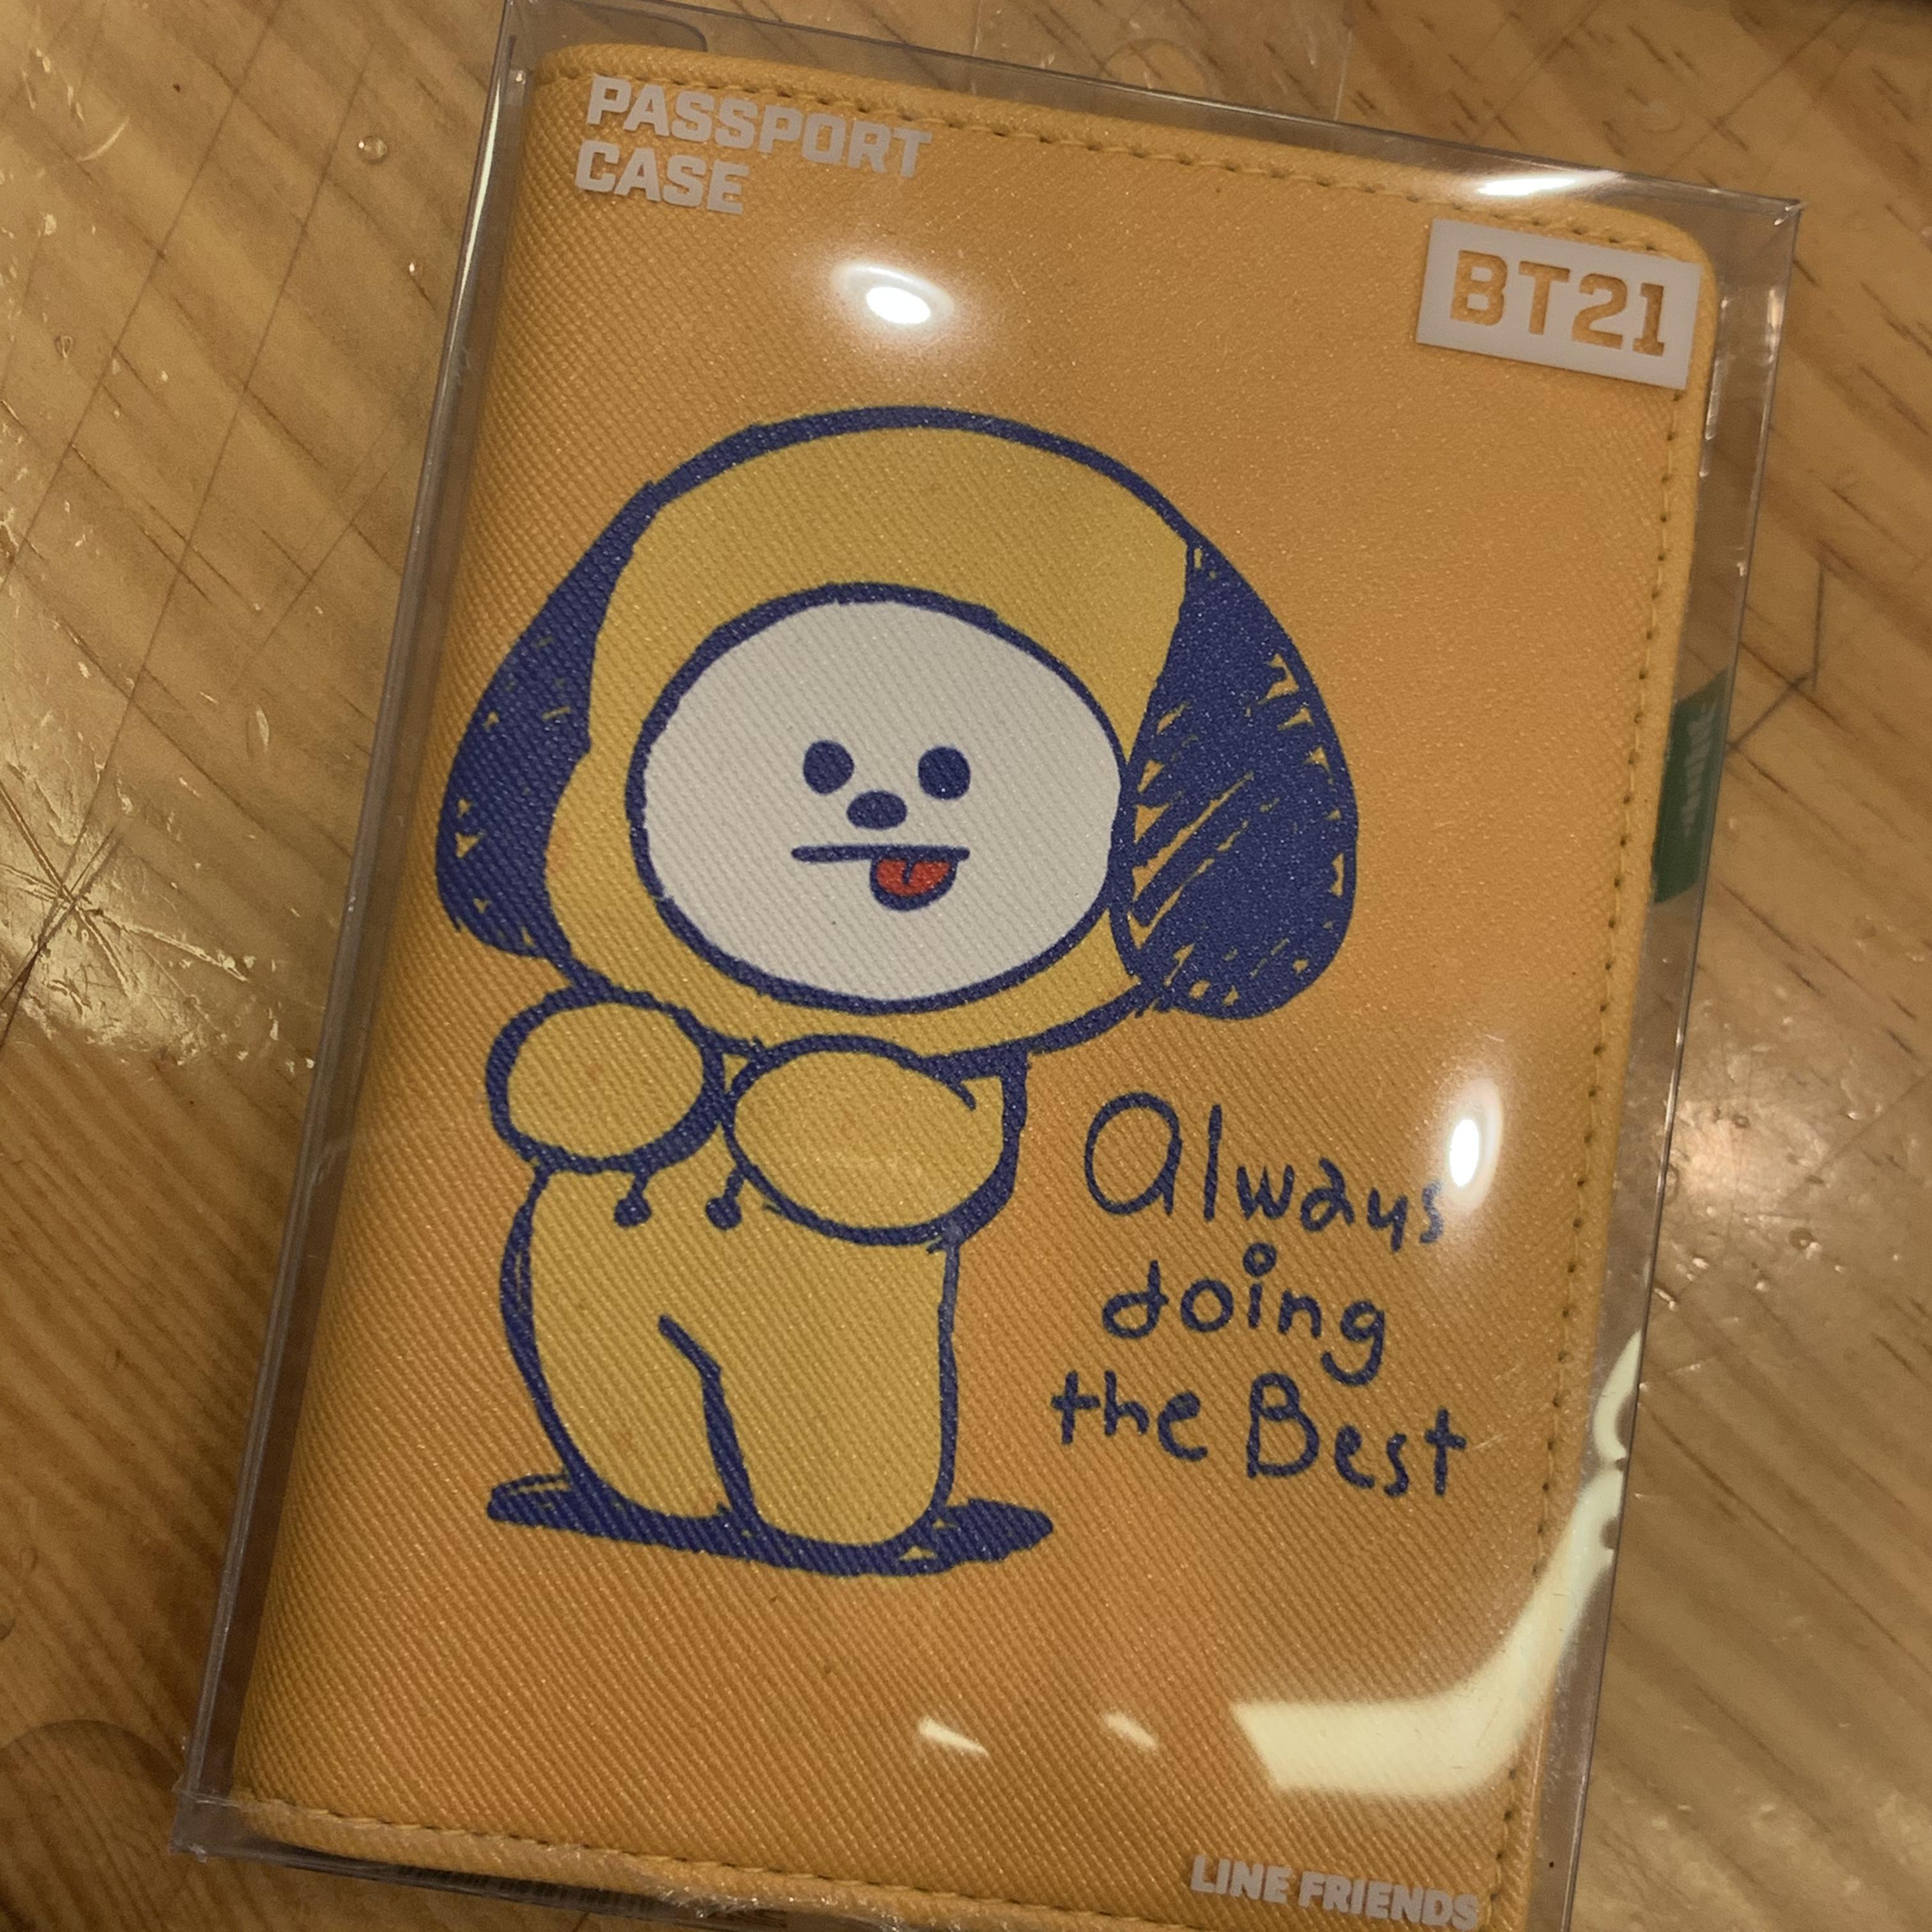 PASSPORT
CASE
BT21
Always
doing
the Best
LINE FRIENDS